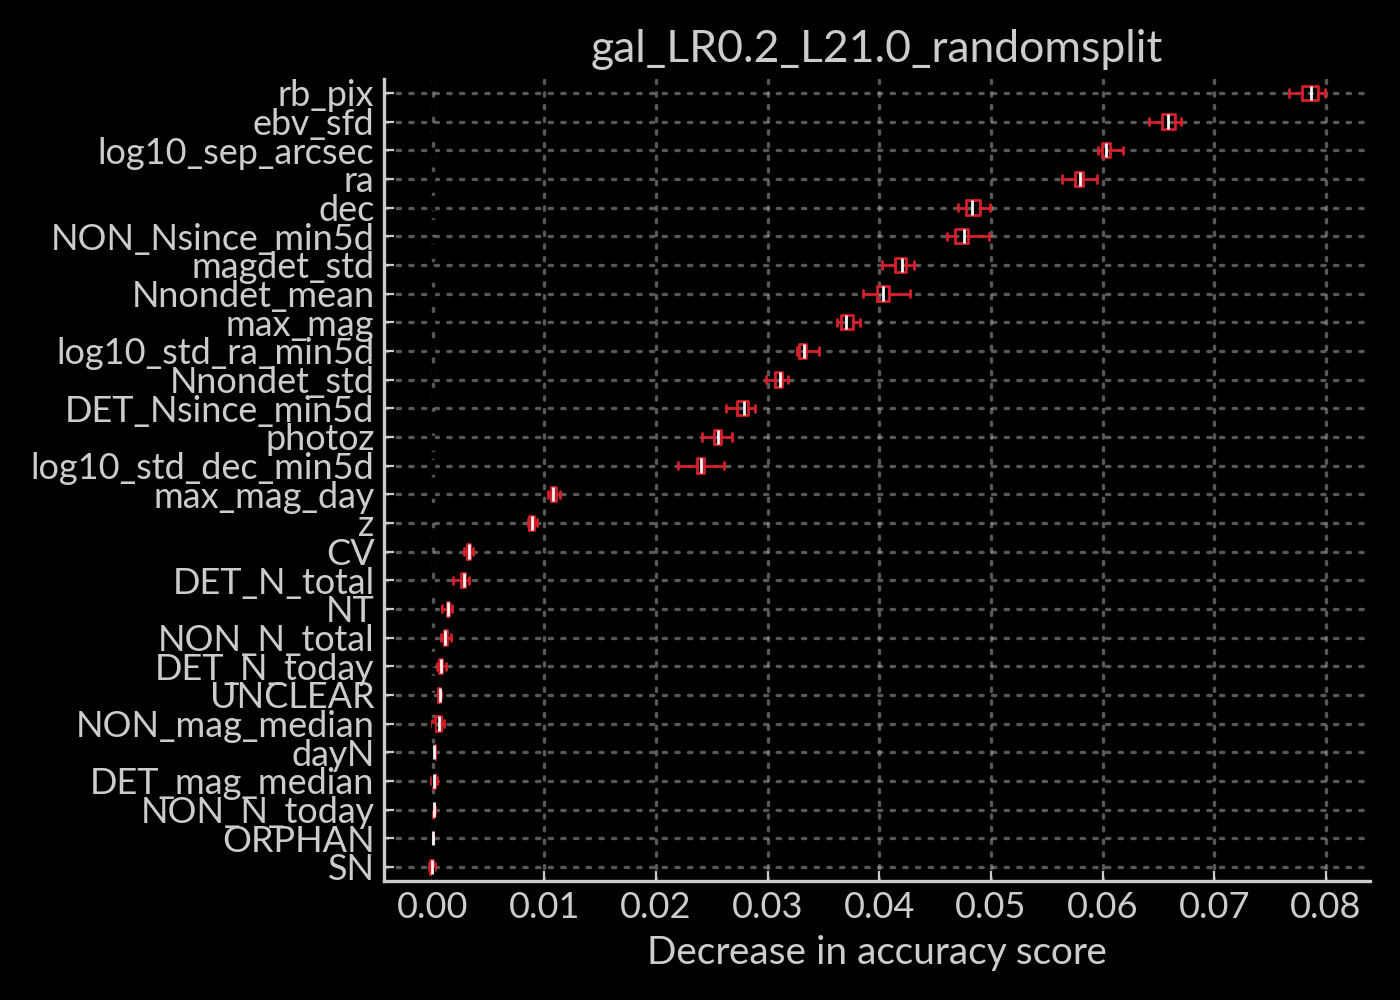 gal_LR0.2_L21.0_randomsplit
rb_pix
ebv_sfd
log10_sep_arcsec
ra
dec
NON_Nsince_min5d
magdet_std
Nnondet_mean
max_mag
log10_std_ra_min5d
Nnondet_std
DET_Nsince_min5d
photoz
log10_std_dec_min5d
max_mag_day
z
CV
DET_N_total
NT
NON_N_total
DET_N_today
UNCLEAR
NON_mag_median
dayN
DET_mag_median
NON_N_today
ORPHAN
SN
0.00 0.01 0.02 0.03 0.04 0.05 0.06 0.07 0.08
Decrease in accuracy score